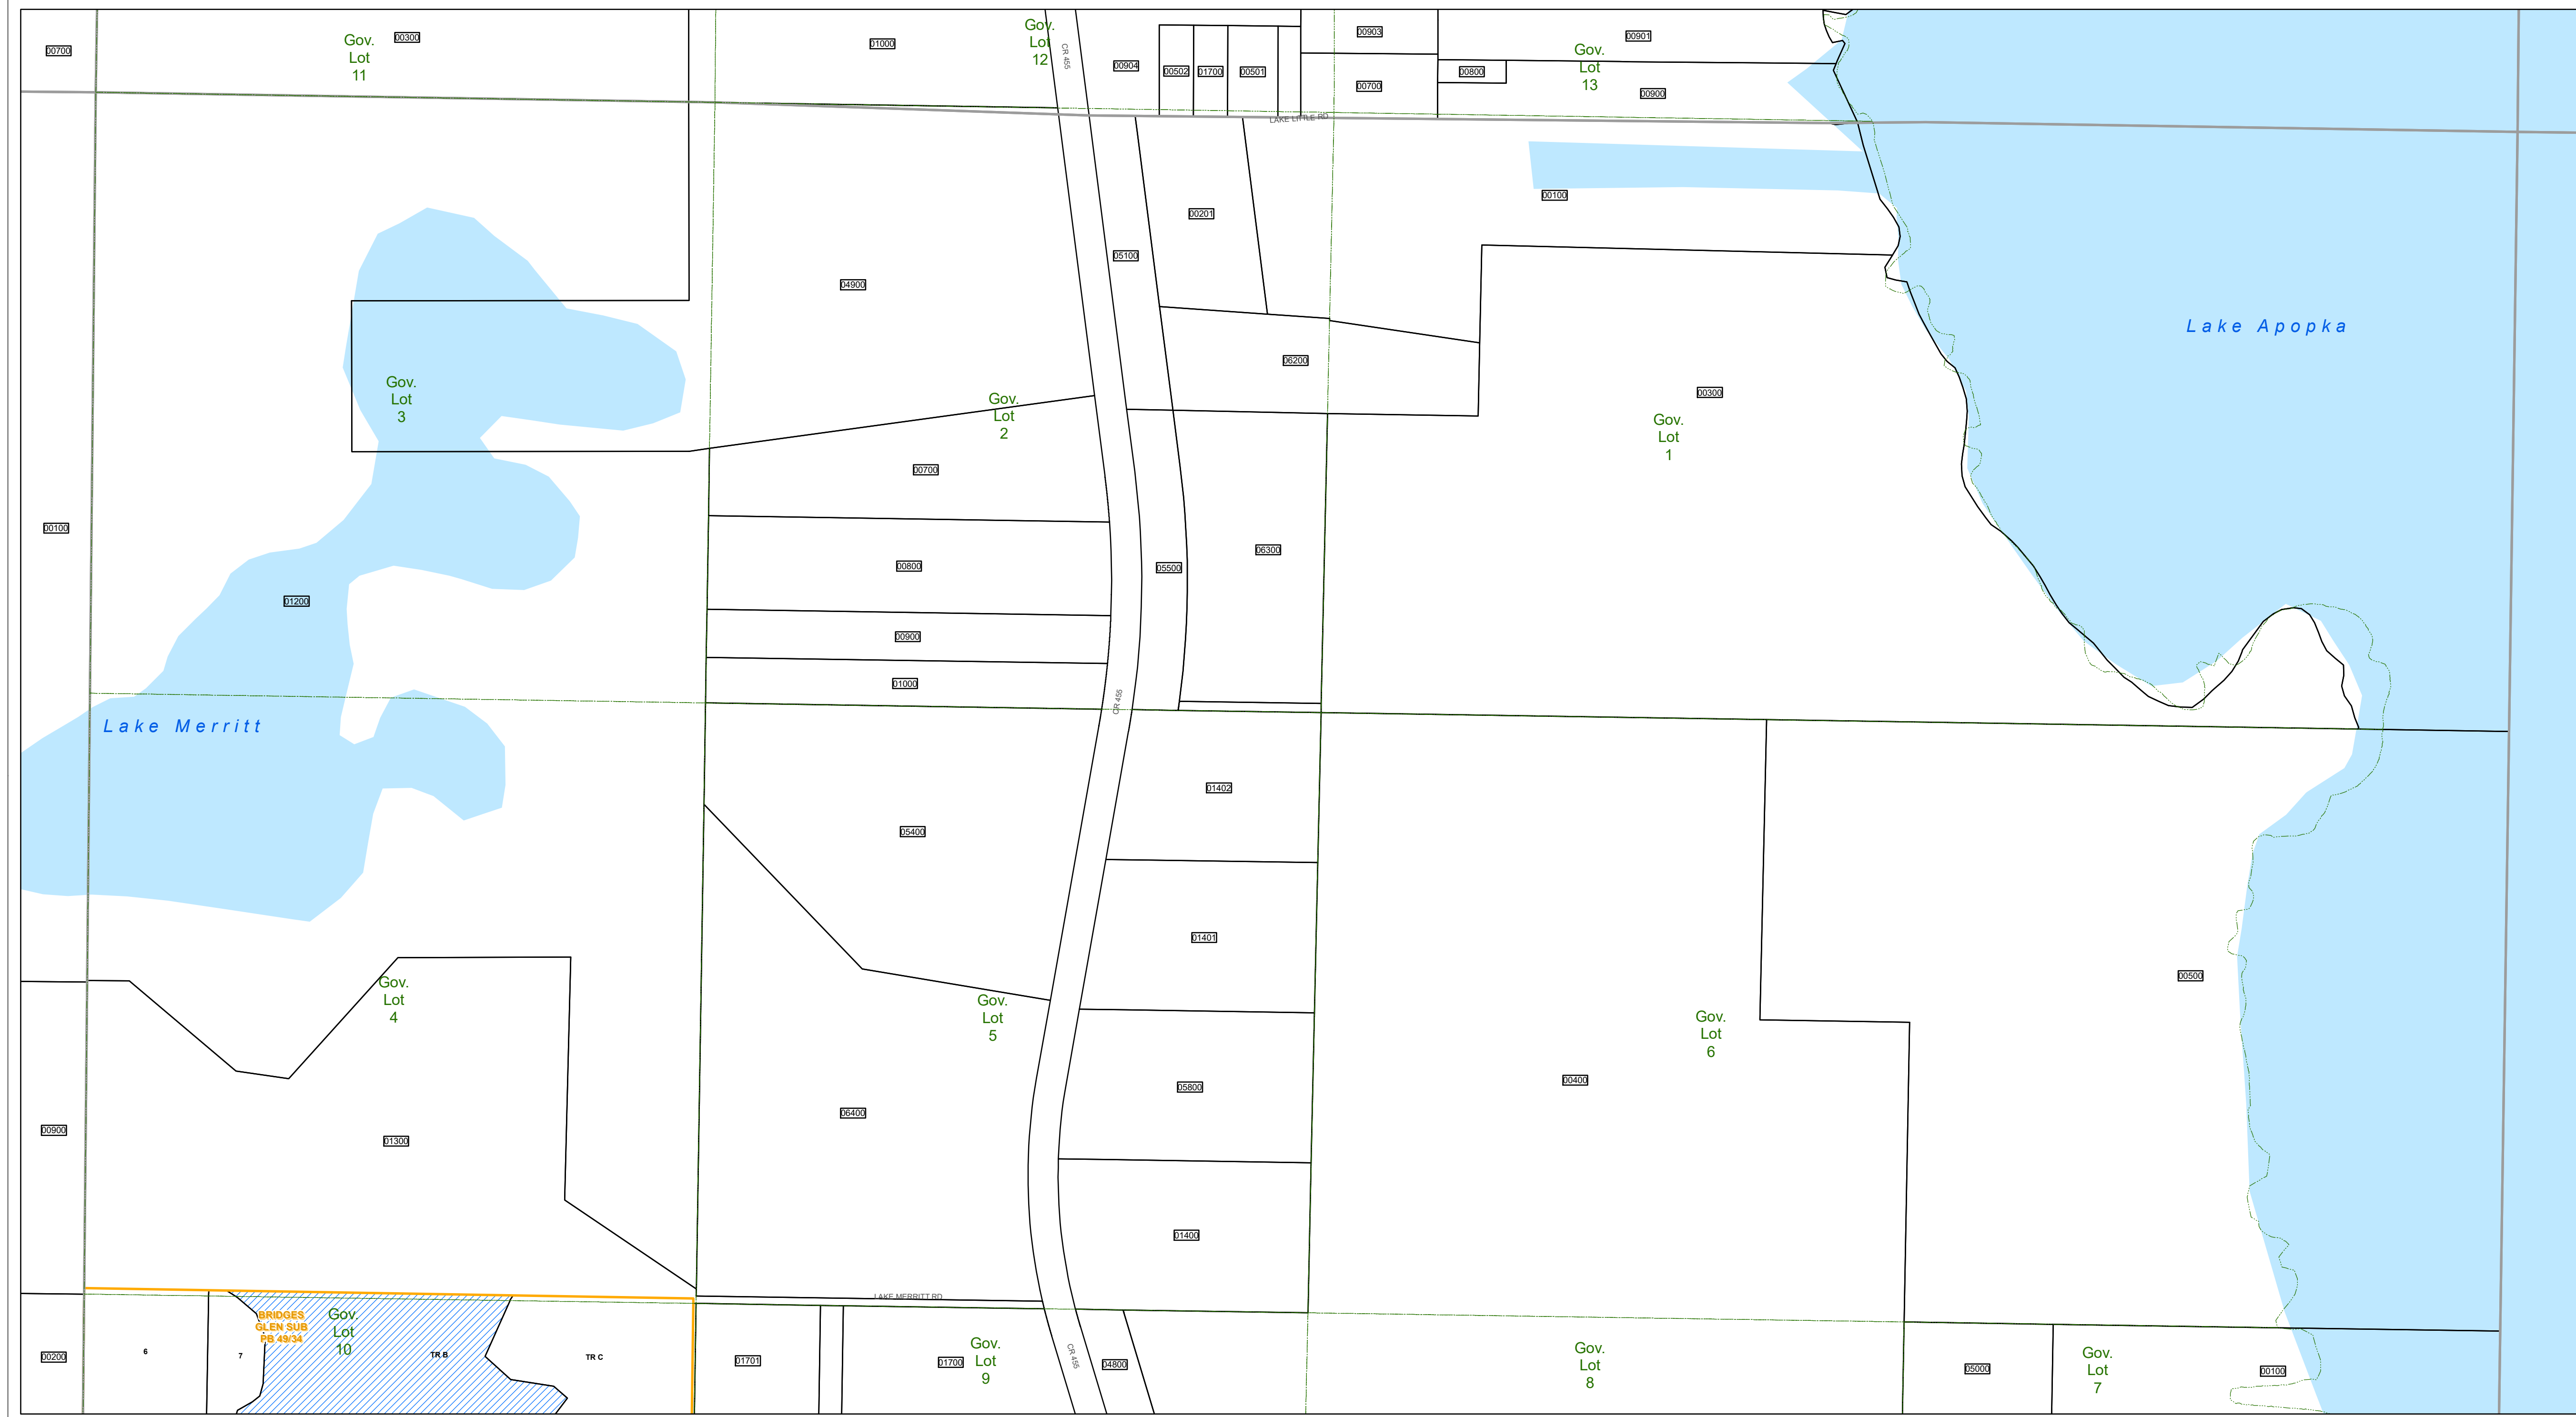 00700
Gov.
Lot
11
00300
01000
Gov.
Lot
12
CR 455
00904
00502
01700
00501
00903
00700
00800
Gov.
Lot
13
00901
00900
LAKE LITTLE RD
00201
00100
05100
04900
Lake Apopka
06200
00300
Gov.
Lot
3
Gov.
Lot
2
Gov.
Lot
1
00700
00100
06300
00800
05500
01200
00900
01000
CR 455
Lake Merritt
01402
05400
01401
00500
Gov.
Lot
4
Gov.
Lot
5
Gov.
Lot
6
05800
00400
06400
00900
01300
01400
LAKE MERRITT RD
BRIDGES
GLEN SUB
PB 49/34
Gov.
Lot
10
00200
6
7
TR B
TR C
01701
01700
Gov.
Lot
9
CR 455
04800
Gov.
Lot
8
05000
Gov.
Lot
7
00100